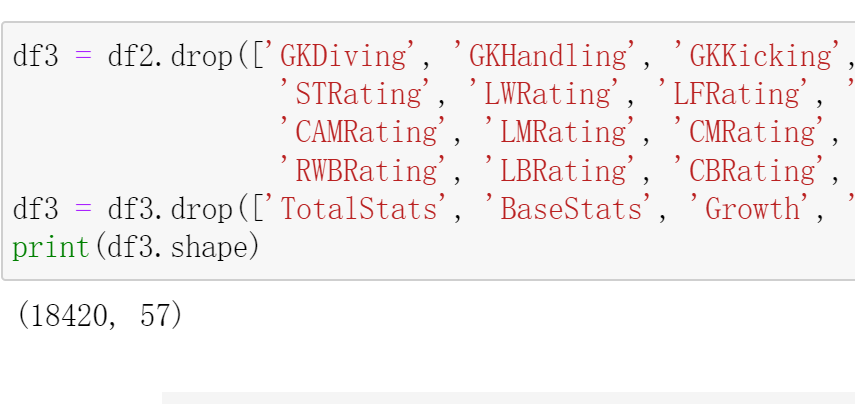 df3 = df2.drop(['GKDiving', 'GKHandling', 'GKKicking',
'STRating', 'LWRating', 'LFRating', '
'CAMRating', 'LMRating', 'CMRating',
'RWBRating', 'LBRating', 'CBRating',
df3 = df3.drop(['TotalStats', 'BaseStats', 'Growth', '
print(df3.shape)
(18420, 57)